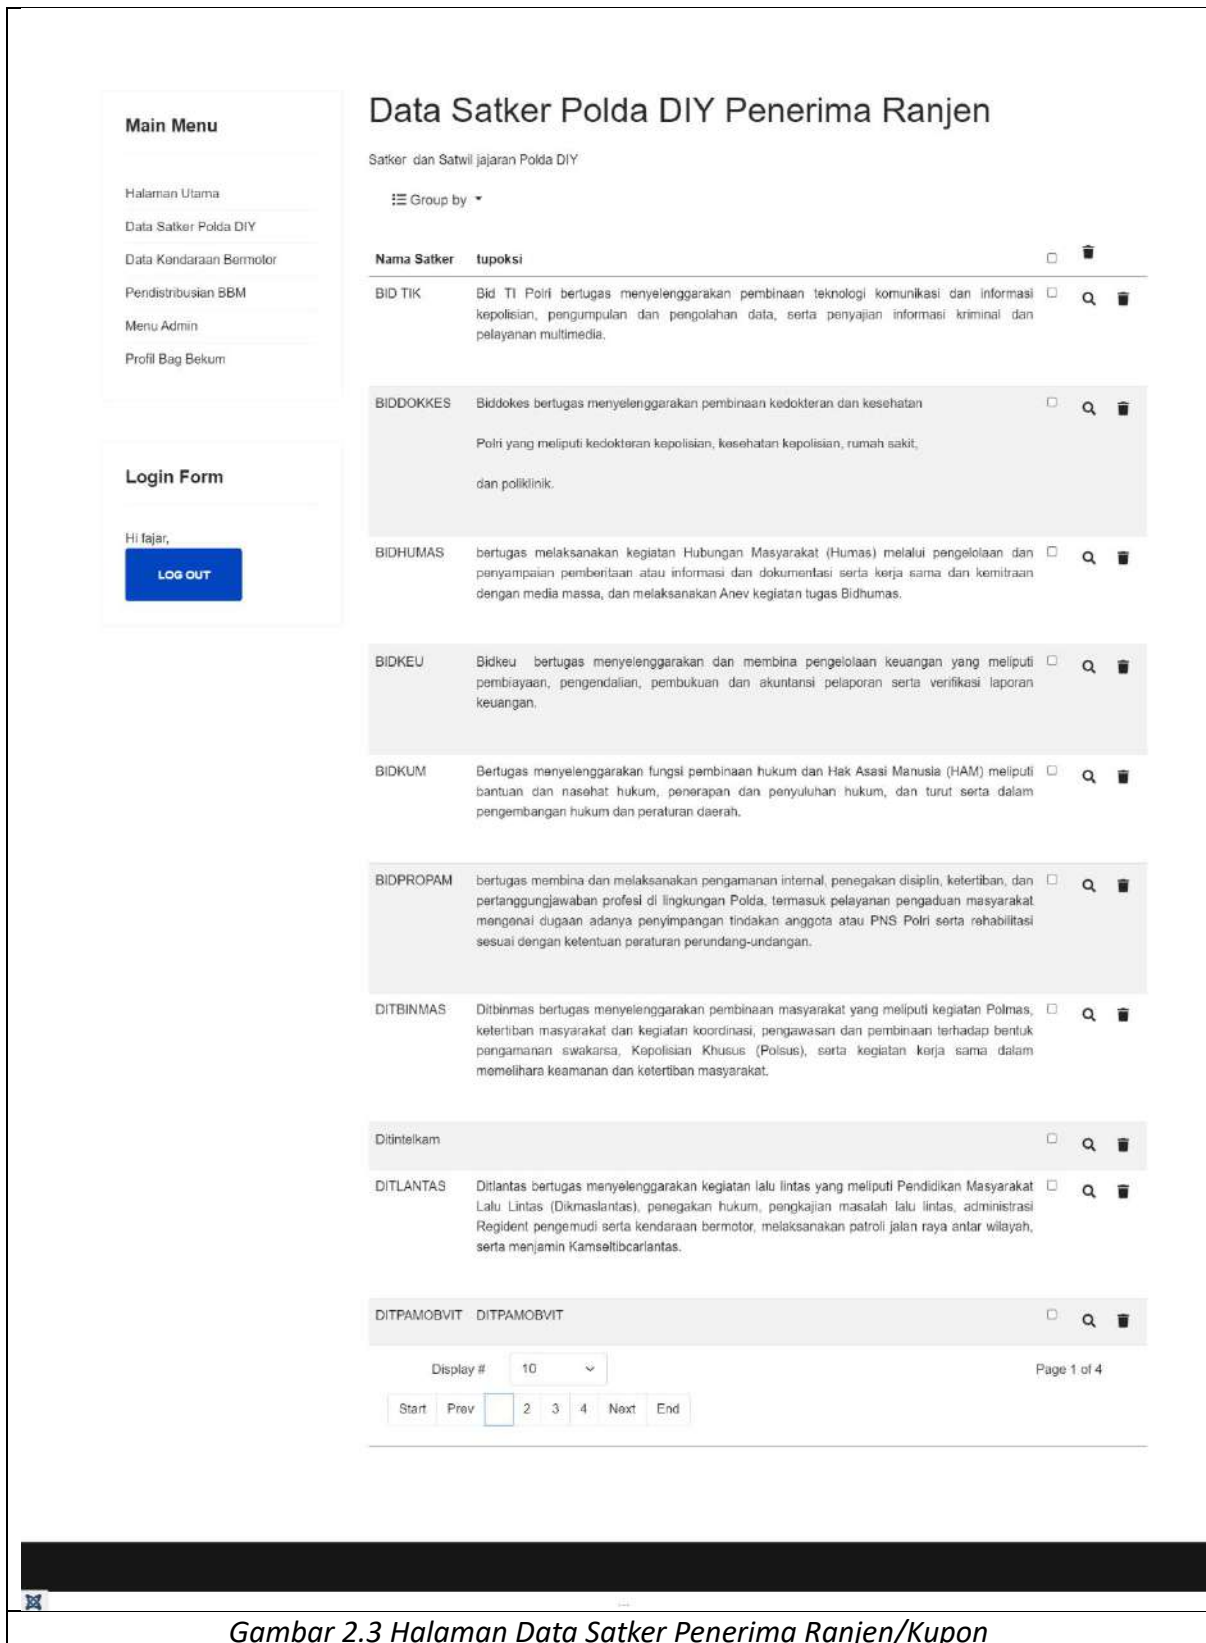 Main Menu
Halaman Utama
Data Satker Polda DIY
Data Kendaraan Bermotor
Pendistribusian BBM
Menu Admin
Profil Bag Bekum
Login Form
Hi fajar,
LOG OUT
Data Satker Polda DIY Penerima Ranjen
Satker dan Satwil jajaran Polda DIY
Group by
Nama Satker tupoksi
BID TIK Bid TI Polri bertugas menyelenggarakan pembinaan teknologi komunikasi dan informasi
kepolisian, pengumpulan dan pengolahan data, serta penyajian informasi kriminal dan
pelayanan multimedia.
BIDDOKKES Biddokes bertugas menyelenggarakan pembinaan kedokteran dan kesehatan
Polri yang meliputi kedokteran kepolisian, kesehatan kepolisian, rumah sakit,
dan poliklinik.
BIDHUMAS bertugas melaksanakan kegiatan Hubungan Masyarakat (Humas) melalui pengelolaan dan
penyampaian pemberitaan atau informasi dan dokumentasi serta kerja sama dan kemitraan
dengan media massa, dan melaksanakan Anev kegiatan tugas Bidhumas.
BIDKEU Bidkeu bertugas menyelenggarakan dan membina pengelolaan keuangan yang meliputi
pembiayaan, pengendalian, pembukuan dan akuntansi pelaporan serta verifikasi laporan
keuangan.
BIDKUM Bertugas menyelenggarakan fungsi pembinaan hukum dan Hak Asasi Manusia (HAM) meliputi
bantuan dan nasehat hukum, penerapan dan penyuluhan hukum, dan turut serta dalam
pengembangan hukum dan peraturan daerah.
BIDPROPAM bertugas membina dan melaksanakan pengamanan internal, penegakan disiplin, ketertiban, dan
pertanggungjawaban profesi di lingkungan Polda, termasuk pelayanan pengaduan masyarakat
mengenai dugaan adanya penyimpangan tindakan anggota atau PNS Polri serta rehabilitasi
sesuai dengan ketentuan peraturan perundang-undangan.
DITBINMAS Ditbinmas bertugas menyelenggarakan pembinaan masyarakat yang meliputi kegiatan Polmas,
ketertiban masyarakat dan kegiatan koordinasi, pengawasan dan pembinaan terhadap bentuk
pengamanan swakarsa, Kepolisian Khusus (Polsus), serta kegiatan kerja sama dalam
memelihara keamanan dan ketertiban masyarakat.
Ditintelkam
DITLANTAS Ditlantas bertugas menyelenggarakan kegiatan lalu lintas yang meliputi Pendidikan Masyarakat
Lalu Lintas (Dikmaslantas), penegakan hukum, pengkajian masalah lalu lintas, administrasi
Regident pengemudi serta kendaraan bermotor, melaksanakan patroli jalan raya antar wilayah,
serta menjamin Kamseltibcarlantas.
DITPAMOBVIT DITPAMOBVIT
Display # 10 Page 1 of 4
Start Prev 2 3 4 Next End
Gambar 2.3 Halaman Data Satker Penerima Ranjen/Kupon